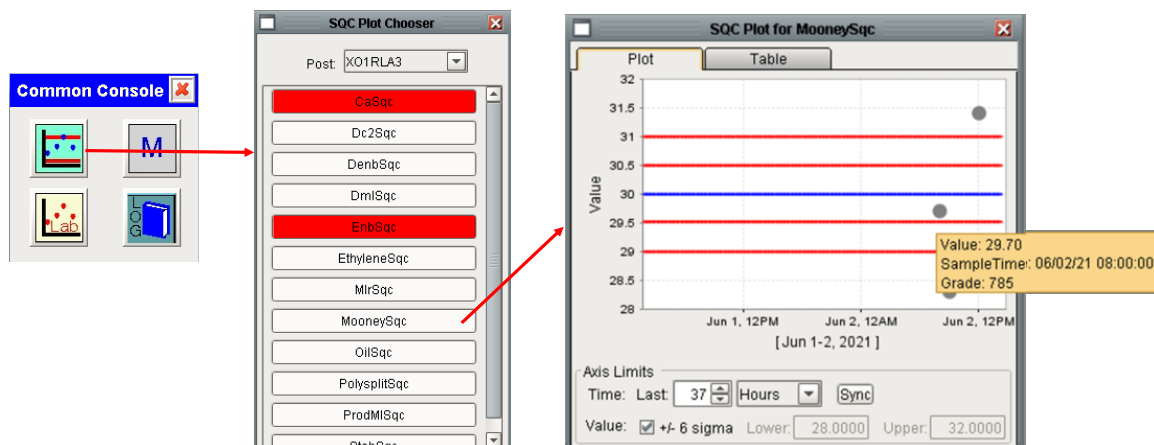 Common Console
M
Lab
LOG
SQC Plot Chooser
Post: XO1RLA3
CaSqc
Dc2Sqc
DenbSqc
DmlSqc
EnbSqc
EthyleneSqc
MlrSqc
MooneySqc
OilSqc
PolysplitSqc
ProdMlSqc
SQC Plot for MooneySqc
Plot Table
32
31.5
31
30.5
30
29.5
29
28.5
28
Value
Value: 29.70
SampleTime: 06/02/21 08:00:00
Grade: 785
Jun 1, 12PM Jun 2, 12AM Jun 2, 12PM
[Jun 1-2, 2021 ]
Axis Limits
Time: Last: 37 Hours Sync
Value: +/- 6 sigma Lower: 28.0000 Upper: 32.0000